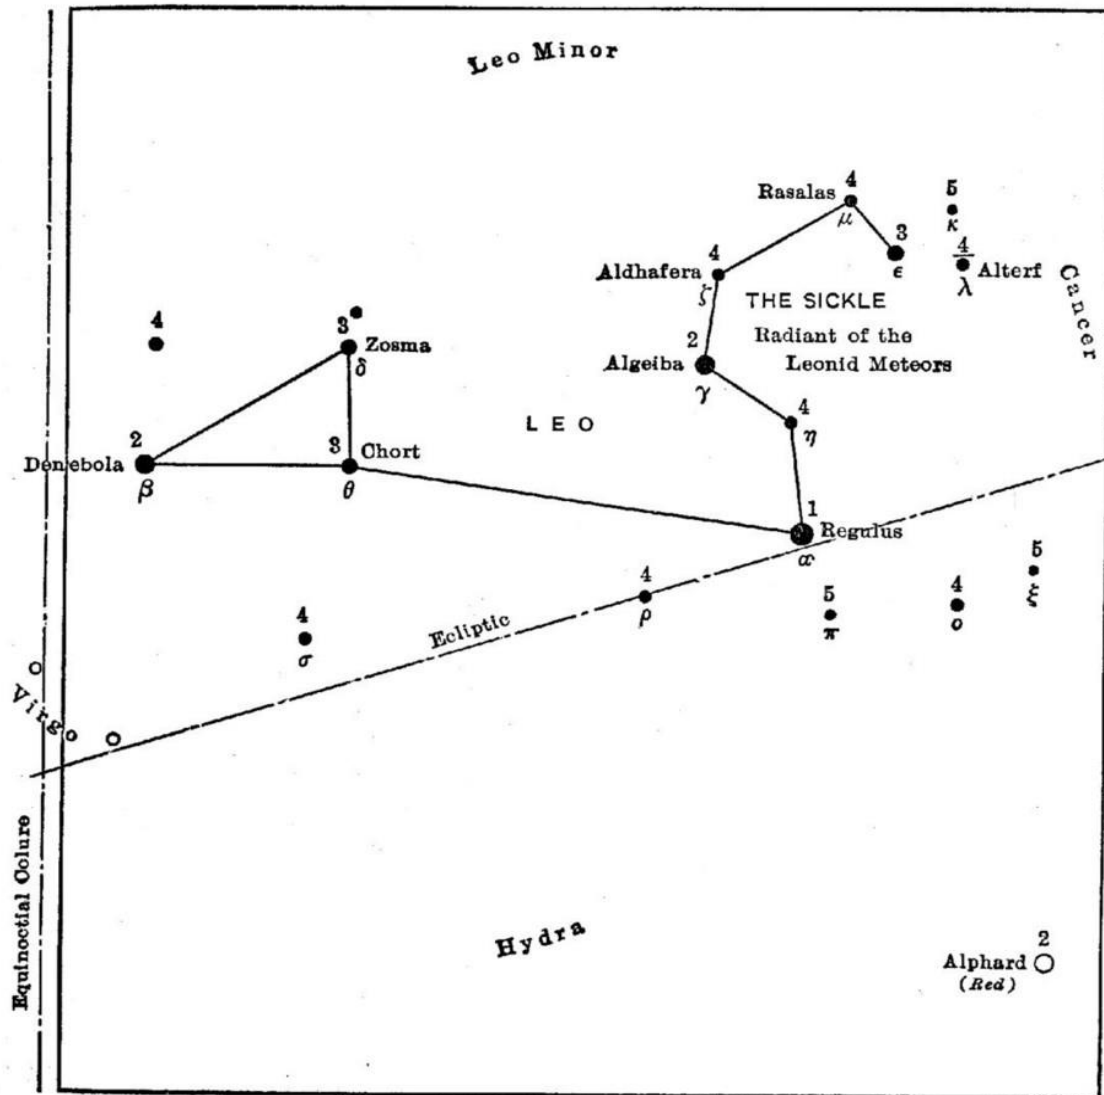 Leo Minor
4
Rasalas
μ
5
κ
3
ϵ
4
λ
Alterf
Cancer
4
Aldhafera
ζ
THE SICKLE
Radiant of the
Leonid Meteors
4
3
Zosma
δ
2
Algeiba
γ
4
η
LEO
2
Denebola
β
3
Chort
θ
1
Regulus
α
5
ξ
4
ρ
5
π
4
ο
Ecliptic
4
σ
Virgo
Equinoctial Colure
Hydra
2
Alphard
(Red)